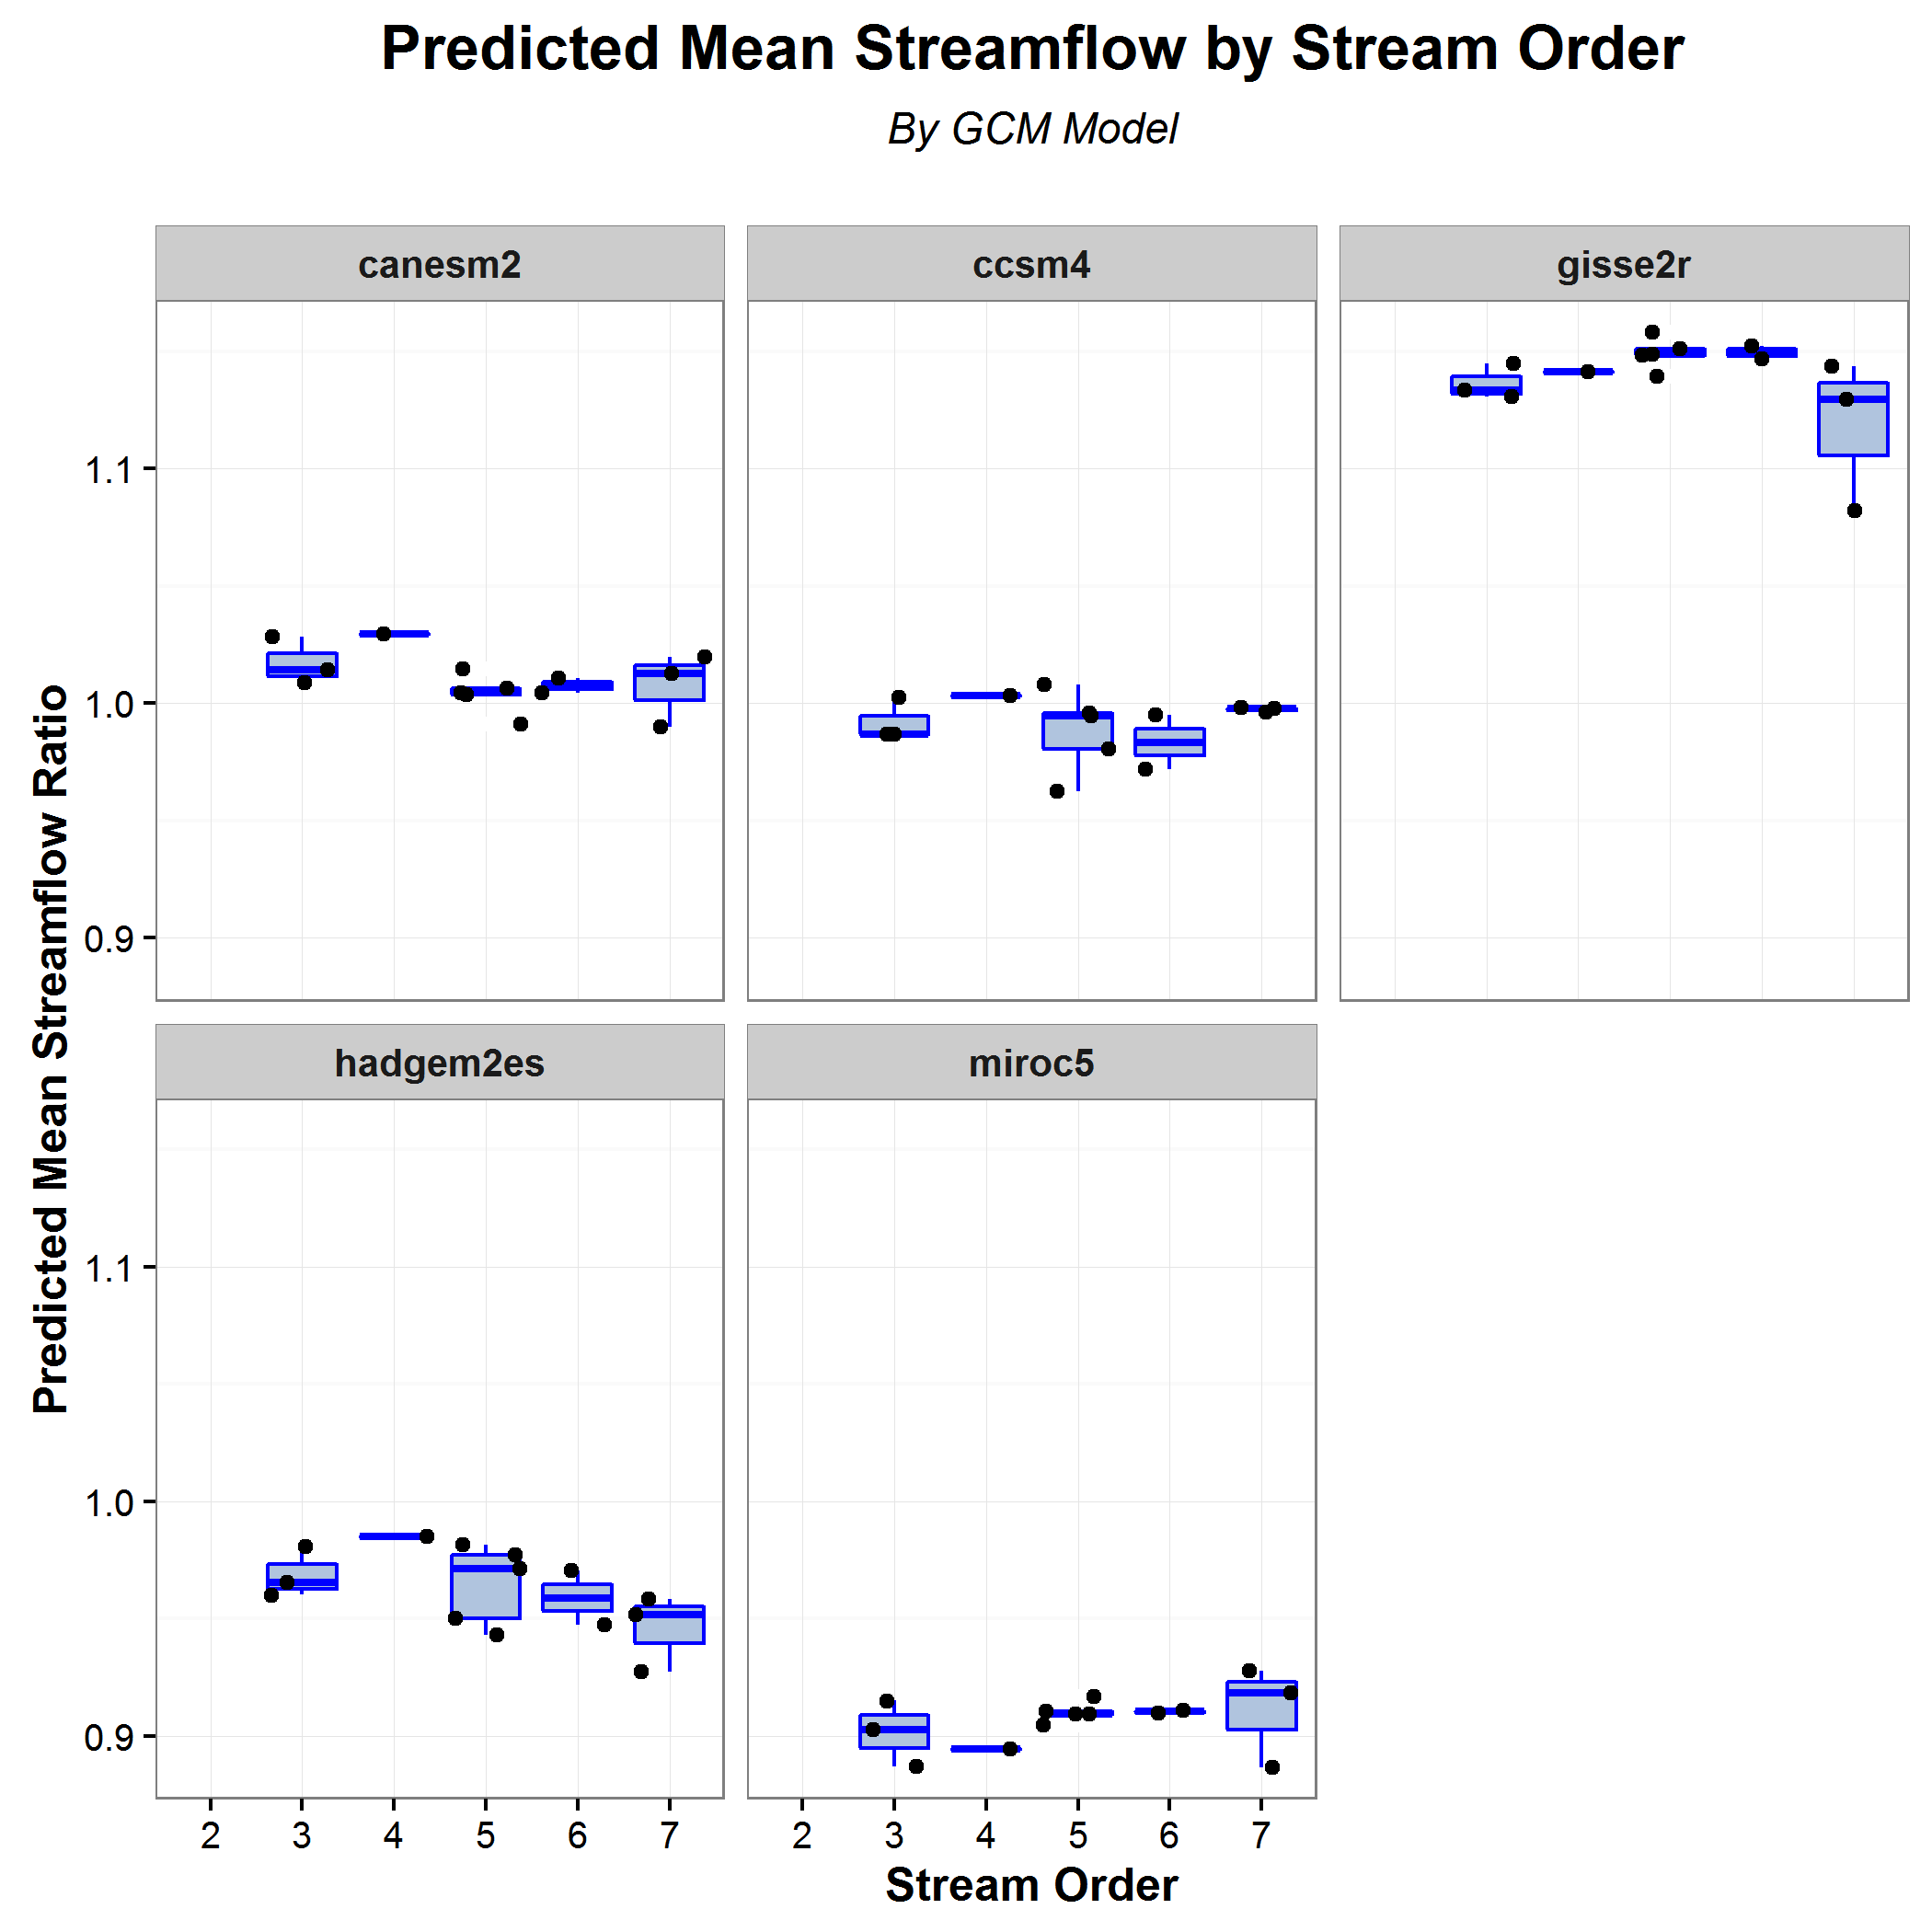 Predicted Mean Streamflow by Stream Order
By GCM Model
canesm2
ccsm4
gisse2r
1.1
1.0
0.9
Predicted Mean Streamflow Ratio
hadgem2es
miroc5
1.1
1.0
0.9
2 3 4 5 6 7
2 3 4 5 6 7
Stream Order